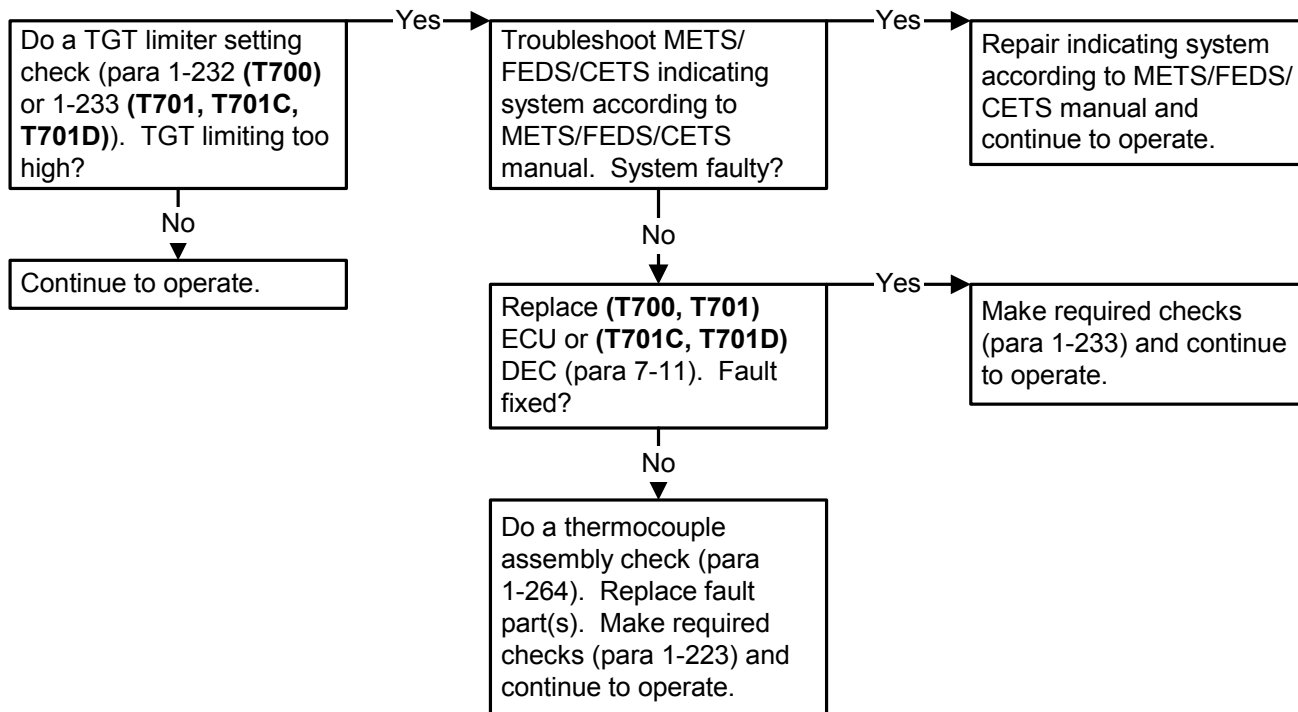 Do a TGT limiter setting
check (para 1-232 (T700)
or 1-233 (T701, T701C,
T701D)).  TGT limiting too
high?
Yes
Troubleshoot METS/
FEDS/CETS indicating
system according to
METS/FEDS/CETS
manual.  System faulty?
Yes
Repair indicating system
according to METS/FEDS/
CETS manual and
continue to operate.
No
Continue to operate.
No
Replace (T700, T701)
ECU or (T701C, T701D)
DEC (para 7-11).  Fault
fixed?
Yes
Make required checks
(para 1-233) and continue
to operate.
No
Do a thermocouple
assembly check (para
1-264).  Replace fault
part(s).  Make required
checks (para 1-223) and
continue to operate.